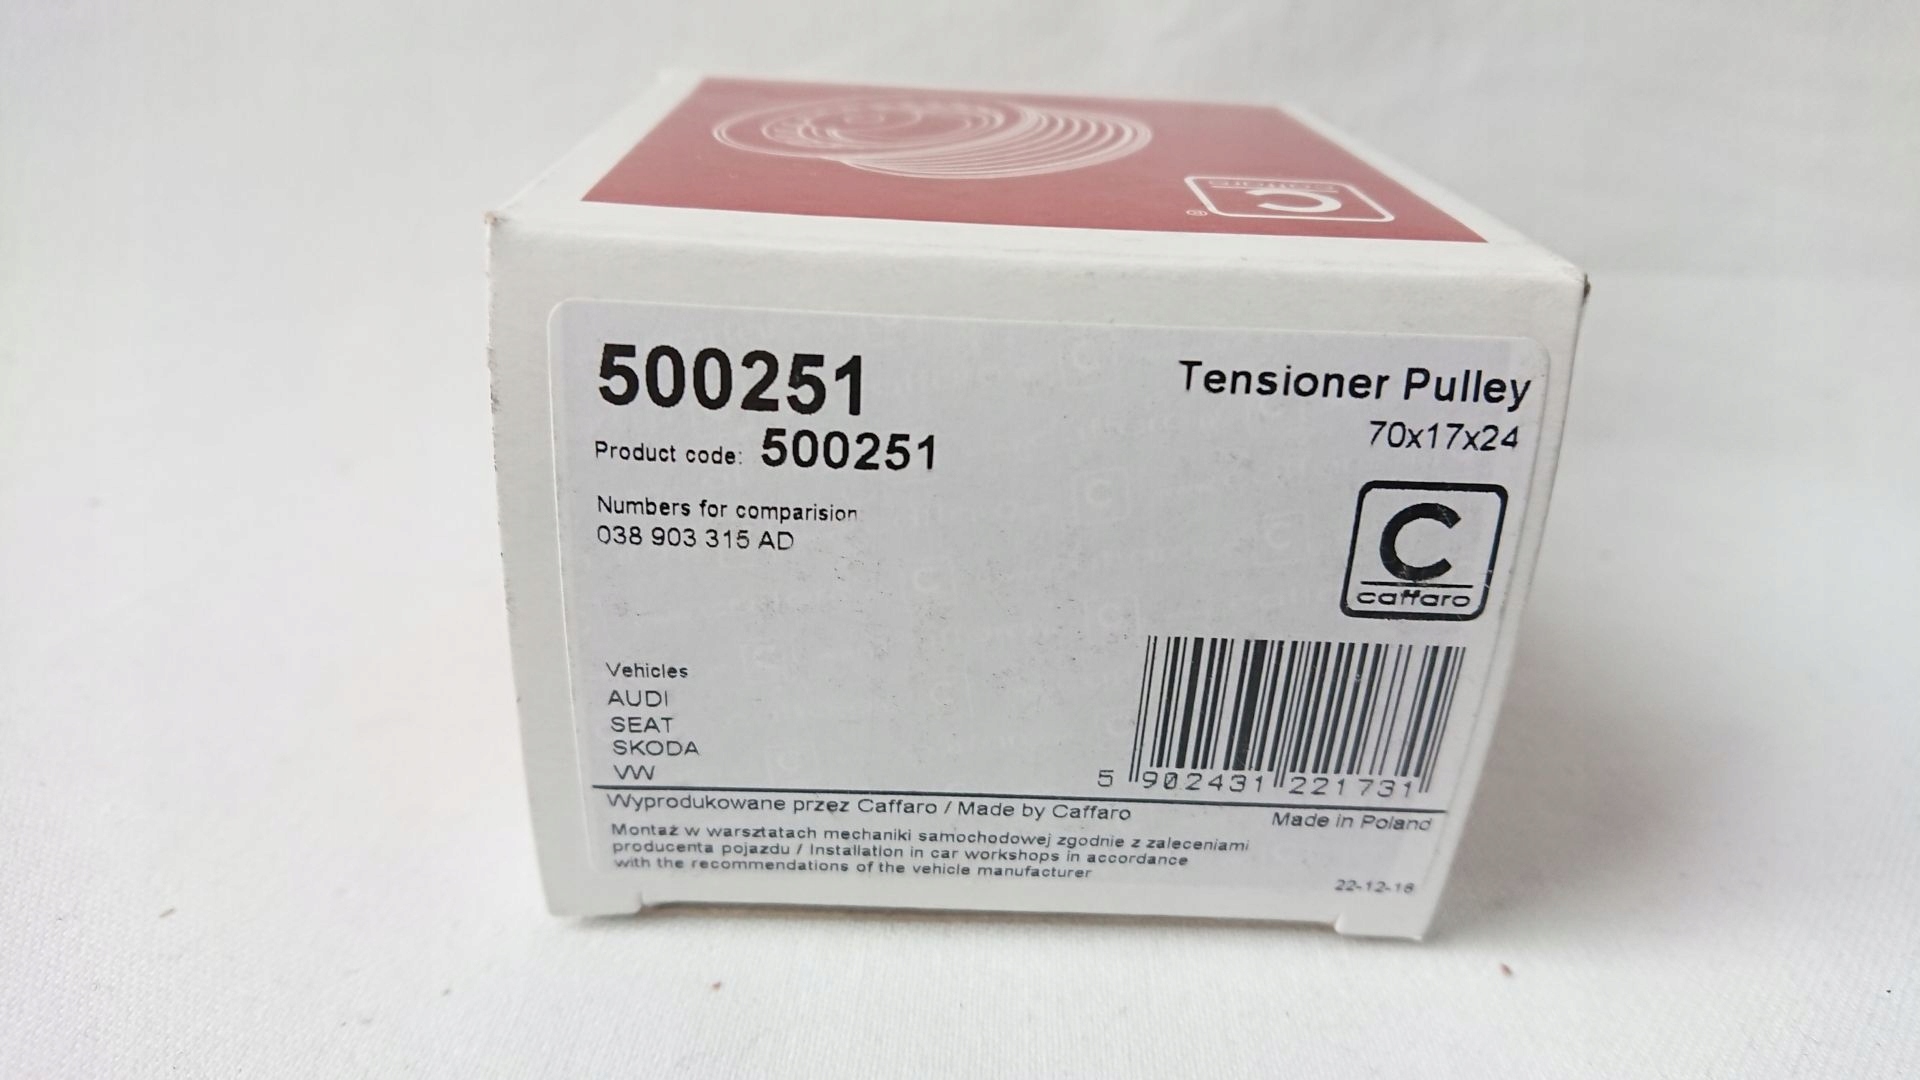 500251
Tensioner Pulley
70x17x24
Product code: 500251
Numbers for comparision
038 903 315 AD
C
caffaro
Vehicles
AUDI
SEAT
SKODA
VW
5 902431 221731
Wyprodukowane przez Caffaro / Made by Caffaro
Made in Poland
Montaż w warsztatach mechaniki samochodowej zgodnie z zaleceniami
producenta pojazdu / Installation in car workshops in accordance
with the recommendations of the vehicle manufacturer
22-12-16
C
caffaro
®